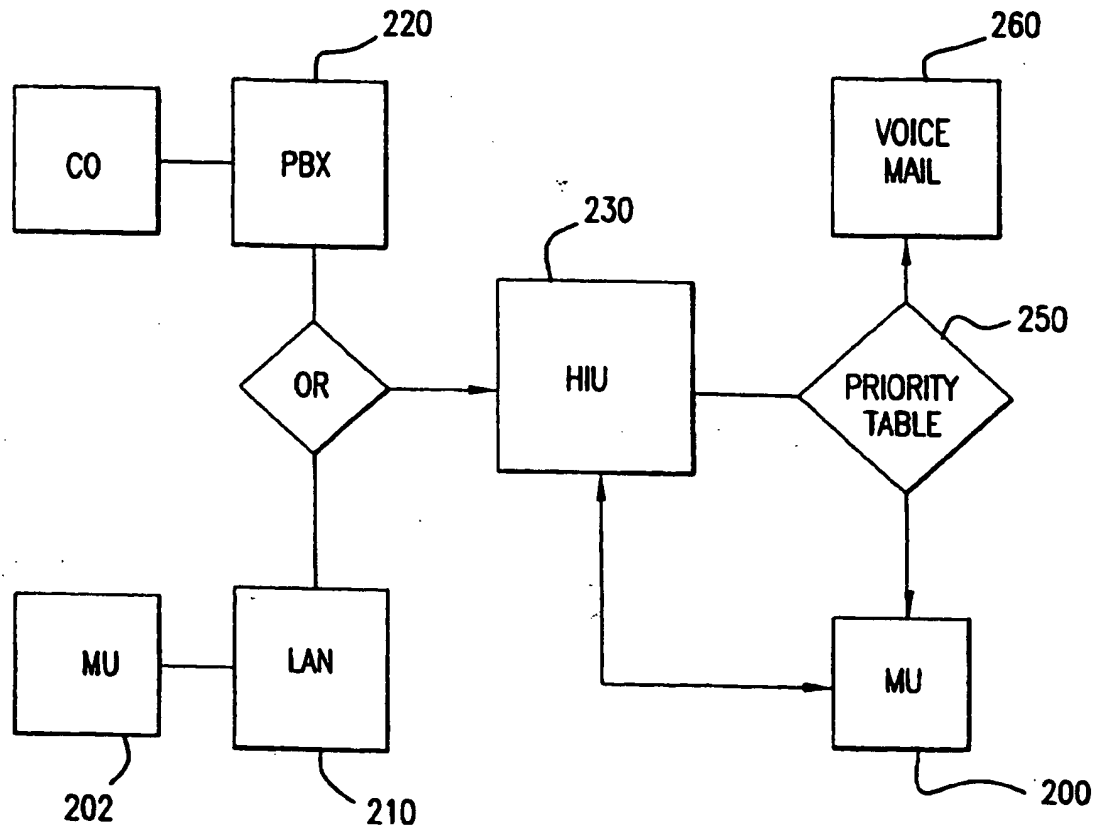 220
260
CO
PBX
VOICE
MAIL
230
250
OR
HIU
PRIORITY
TABLE
MU
LAN
MU
202
210
200